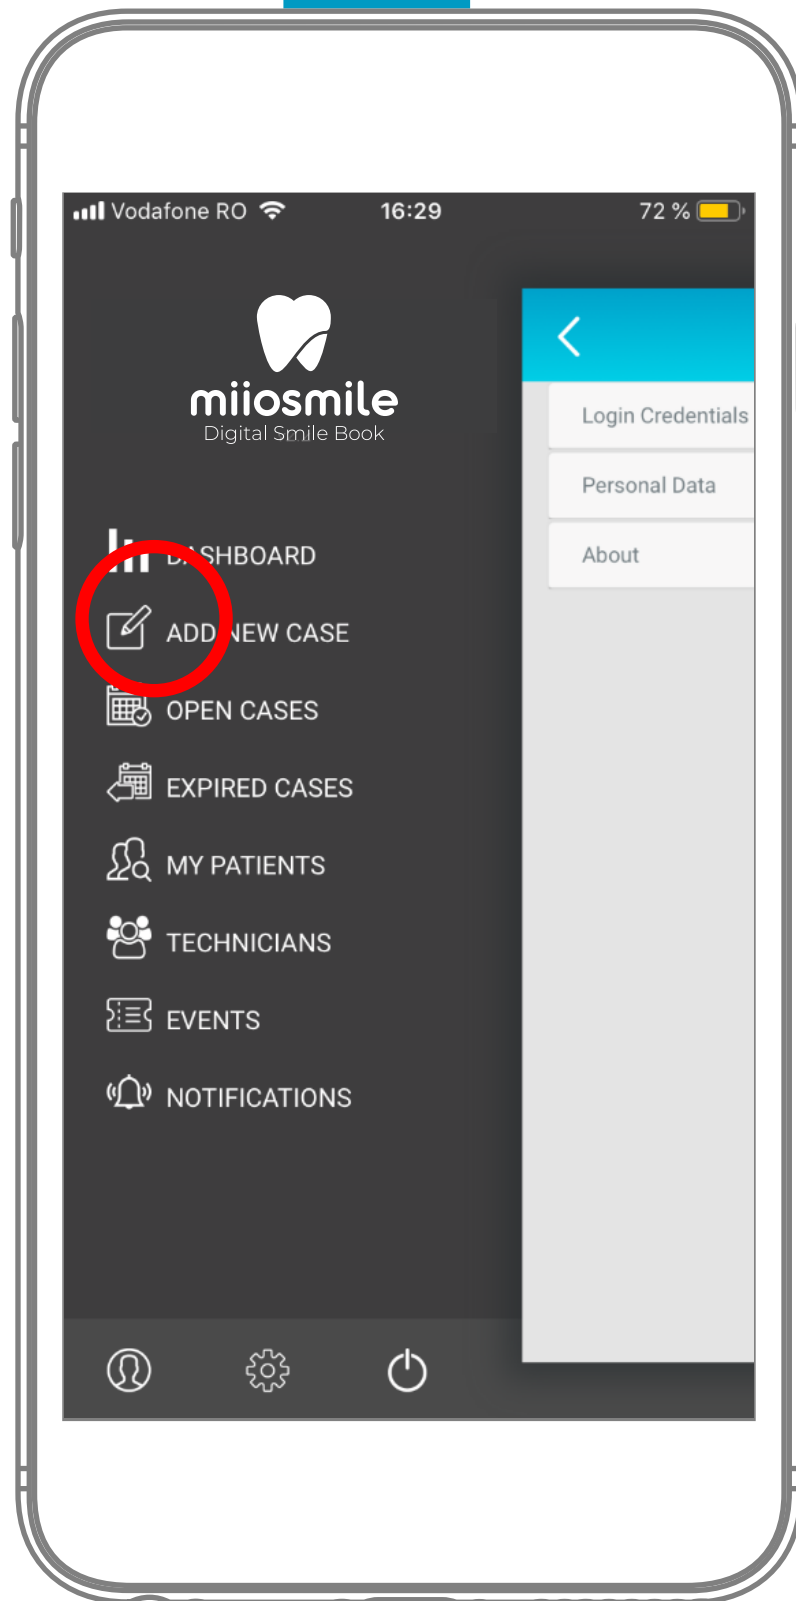 Vodafone RO 16:29 72 %
miiosmile
Digital Smile Book
Login Credentials
Personal Data
About
DASHBOARD
ADD NEW CASE
OPEN CASES
EXPIRED CASES
MY PATIENTS
TECHNICIANS
EVENTS
NOTIFICATIONS